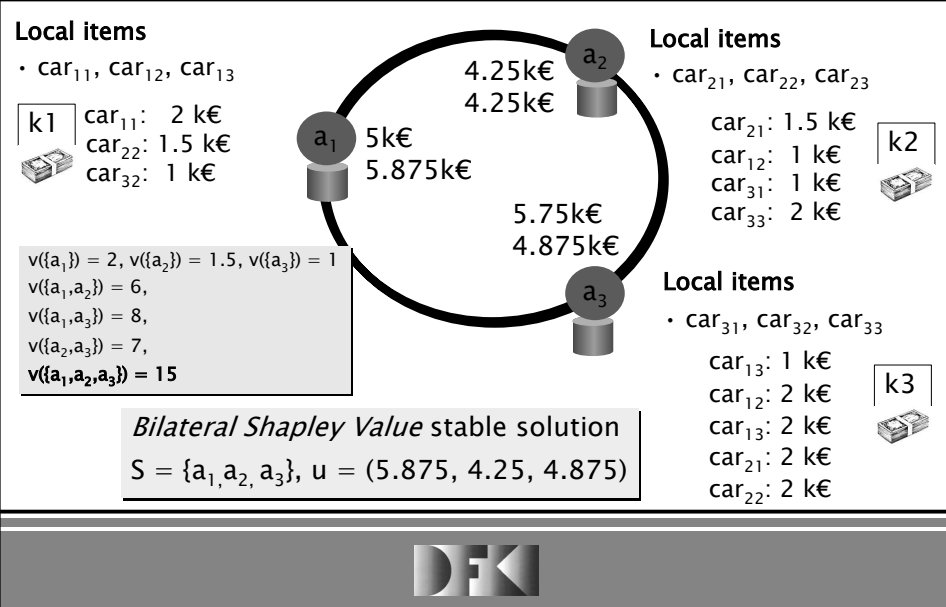 Local items
• car₁₁, car₁₂, car₁₃
k1
car₁₁: 2 k€
car₂₂: 1.5 k€
car₃₂: 1 k€
a₁
5k€
5.875k€
4.25k€
4.25k€
a₂
Local items
• car₂₁, car₂₂, car₂₃
car₂₁: 1.5 k€
car₁₂: 1 k€
car₃₁: 1 k€
car₃₃: 2 k€
k2
5.75k€
4.875k€
a₃
Local items
• car₃₁, car₃₂, car₃₃
car₁₃: 1 k€
car₁₂: 2 k€
car₁₃: 2 k€
car₂₁: 2 k€
car₂₂: 2 k€
k3
v({a₁}) = 2, v({a₂}) = 1.5, v({a₃}) = 1
v({a₁,a₂}) = 6,
v({a₁,a₃}) = 8,
v({a₂,a₃}) = 7,
v({a₁,a₂,a₃}) = 15
Bilateral Shapley Value stable solution
S = {a₁,a₂, a₃}, u = (5.875, 4.25, 4.875)
DFKI